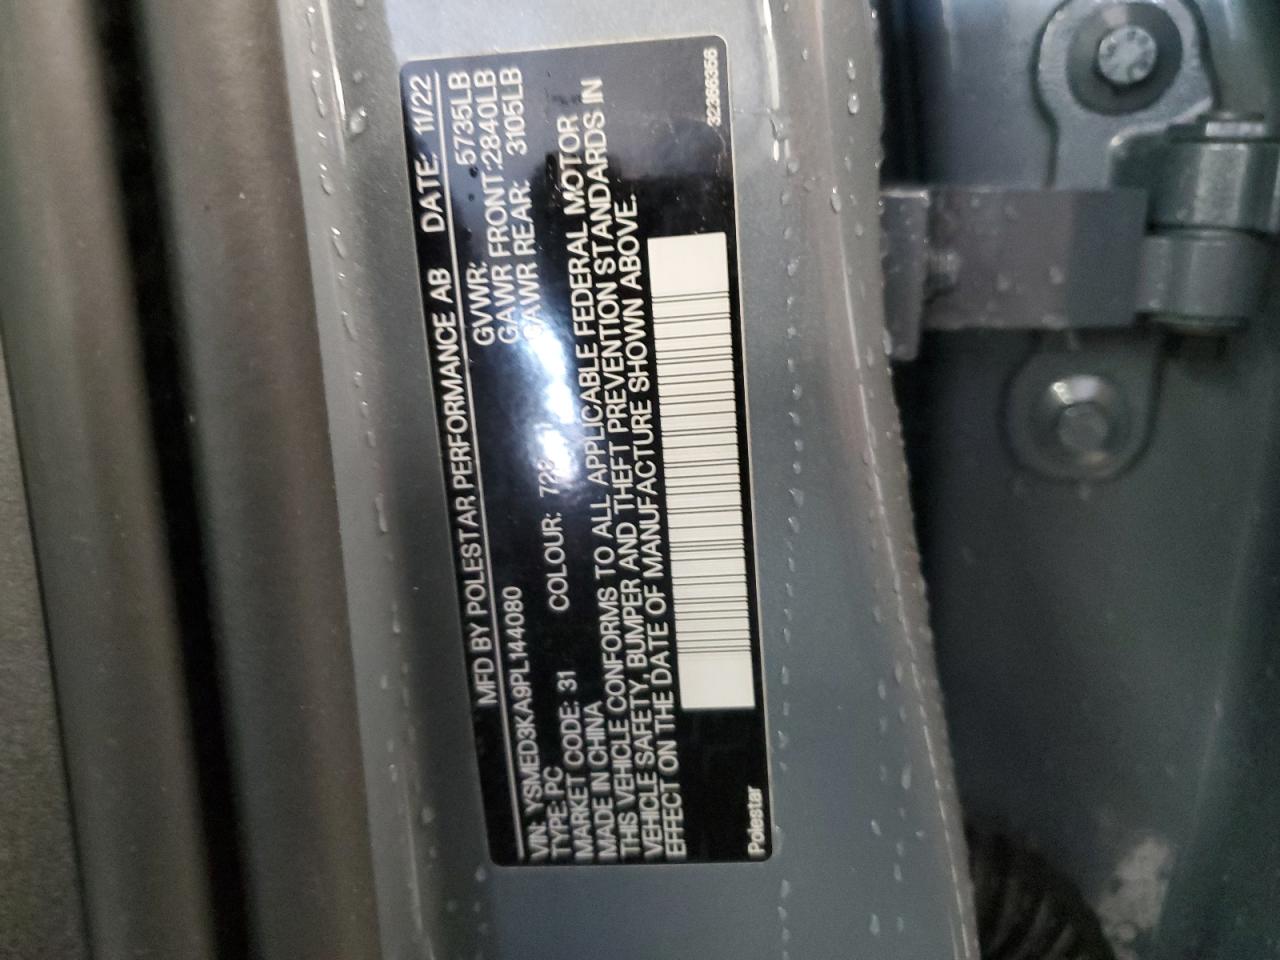 MFD BY POLESTAR PERFORMANCE AB DATE: 11/22
VIN: YSMED3KA9PL144080 GVWR: 5735LB
TYPE: PC GAWR FRONT: 2840LB
MARKET CODE: 31 COLOUR: GAWR REAR: 3105LB
MADE IN CHINA
THIS VEHICLE CONFORMS TO ALL APPLICABLE FEDERAL MOTOR
VEHICLE SAFETY, BUMPER AND THEFT PREVENTION STANDARDS IN
EFFECT ON THE DATE OF MANUFACTURE SHOWN ABOVE.
Polestar 32366356